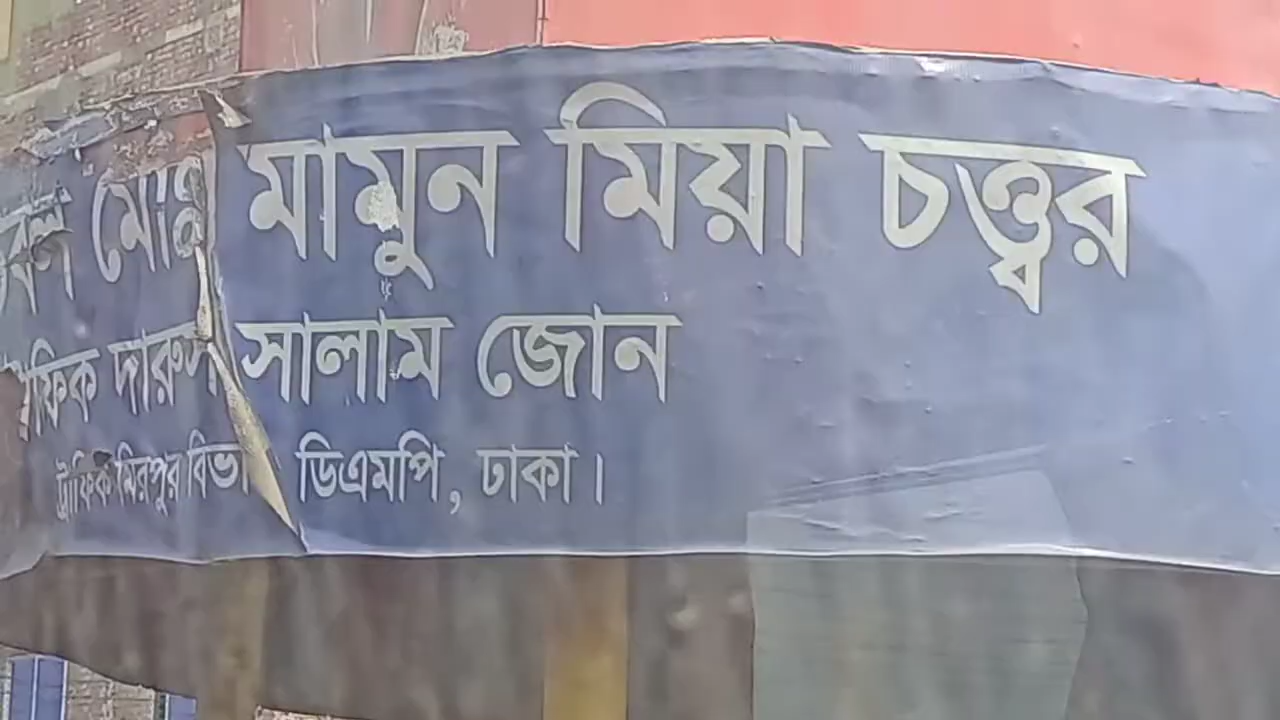 মামুন মিয়া চত্ত্বর
দারুস সালাম জোন
ট্রাফিক মিরপুর বিভা ডিএমপি, ঢাকা।